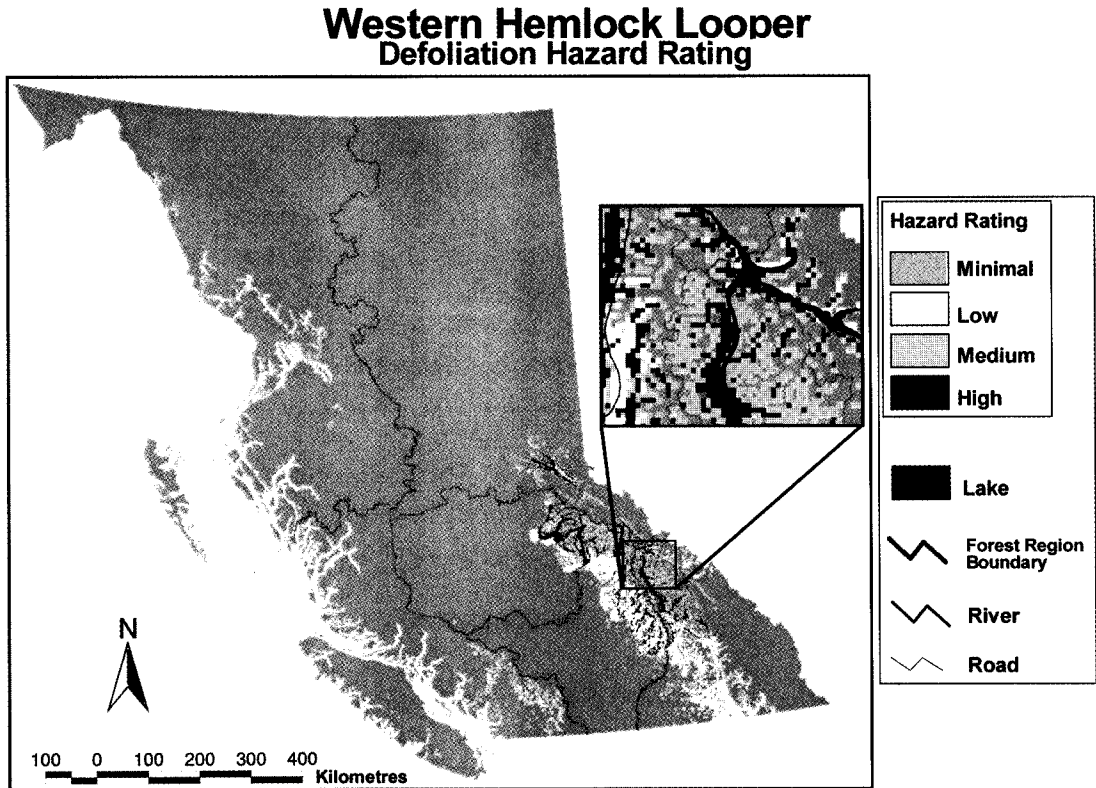 Western Hemlock Looper
Defoliation Hazard Rating
Hazard Rating
Minimal
Low
Medium
High
Lake
Forest Region
Boundary
River
Road
N
100 0 100 200 300 400
Kilometres